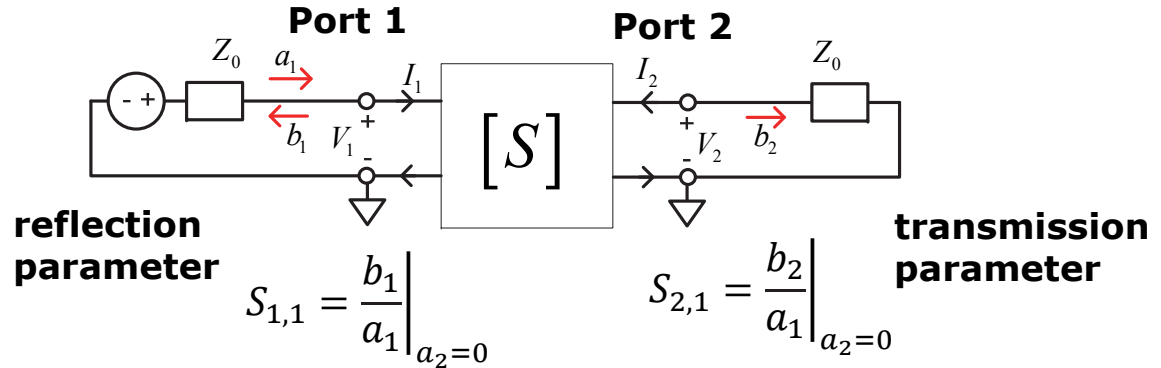 Port 1
Port 2
Z₀
a₁
I₁
I₂
Z₀
- +
b₁
V₁
+
-
[S]
+
-
V₂
b₂
reflection
parameter
transmission
parameter
S₁,₁ = b₁/a₁|ₐ₂₌₀
S₂,₁ = b₂/a₁|ₐ₂₌₀